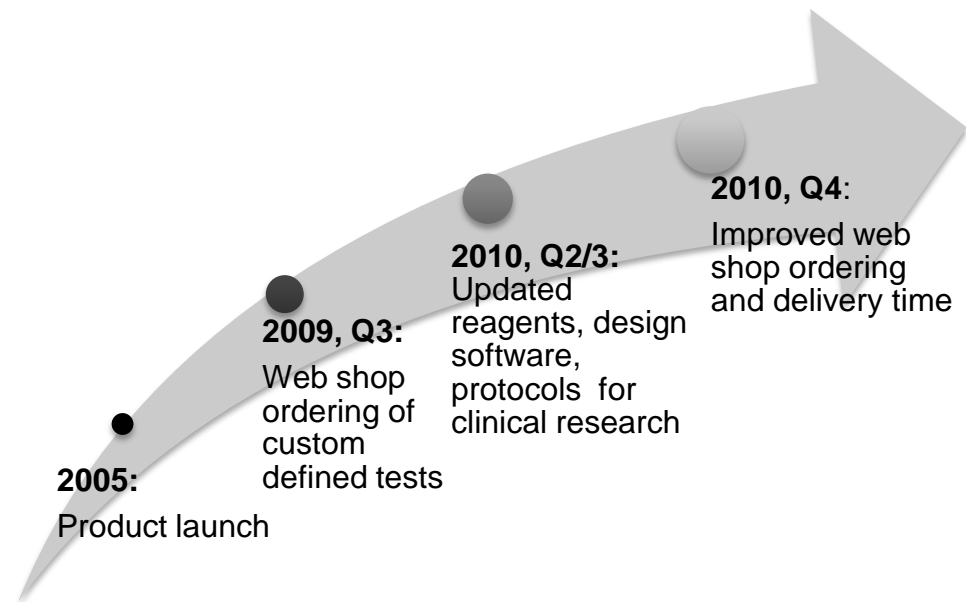 2005:
Product launch
2009, Q3:
Web shop
ordering of
custom
defined tests
2010, Q2/3:
Updated
reagents, design
software,
protocols  for
clinical research
2010, Q4:
Improved web
shop ordering
and delivery time